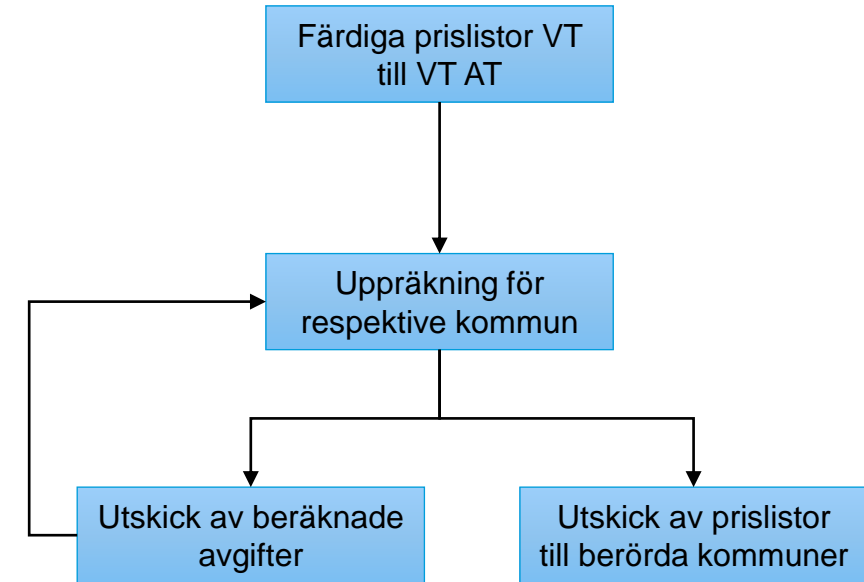 Färdiga prislistor VT
till VT AT
Uppräkning för
respektive kommun
Utskick av beräknade
avgifter
Utskick av prislistor
till berörda kommuner